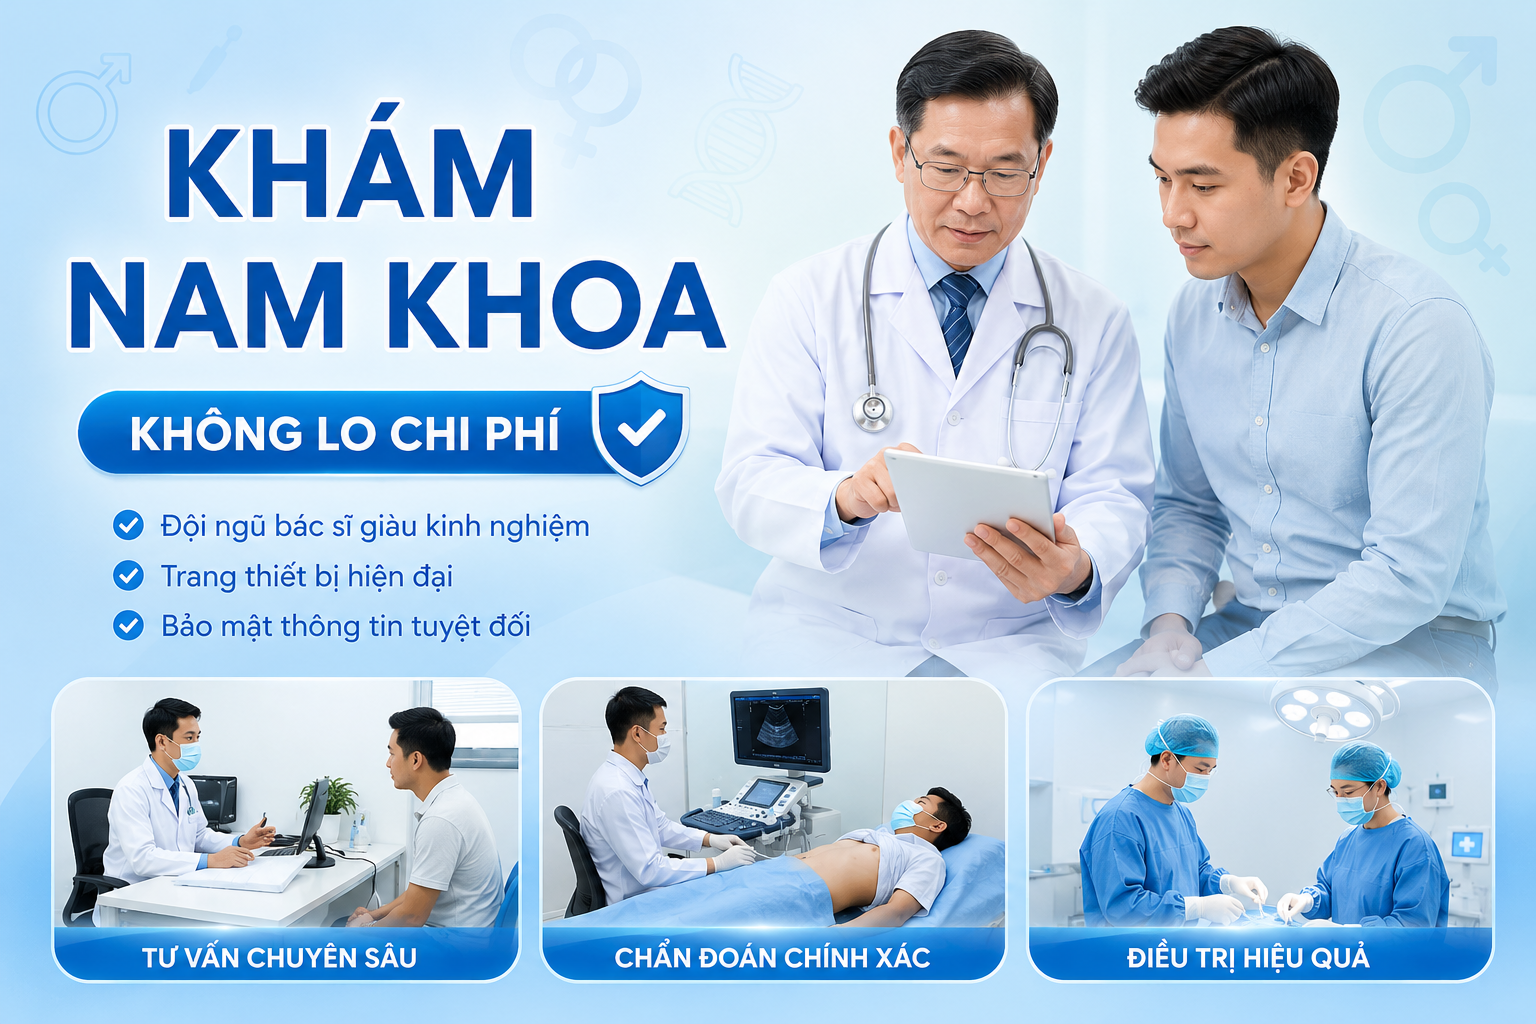 KHÁM
NAM KHOA
KHÔNG LO CHI PHÍ
Đội ngũ bác sĩ giàu kinh nghiệm
Trang thiết bị hiện đại
Bảo mật thông tin tuyệt đối
TƯ VẤN CHUYÊN SÂU
CHẨN ĐOÁN CHÍNH XÁC
ĐIỀU TRỊ HIỆU QUẢ